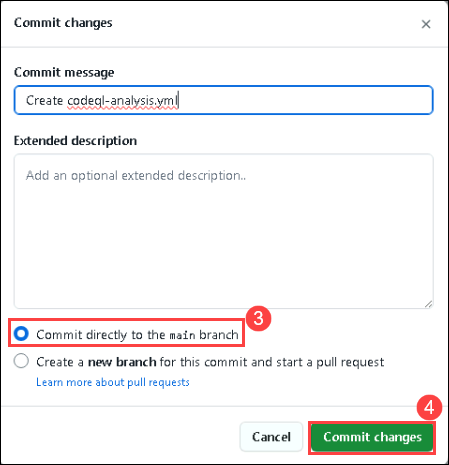 Commit changes
×
Commit message
Create codeql-analysis.yml
Extended description
Add an optional extended description..
3
Commit directly to the main branch
Create a new branch for this commit and start a pull request
Learn more about pull requests
4
Cancel
Commit changes